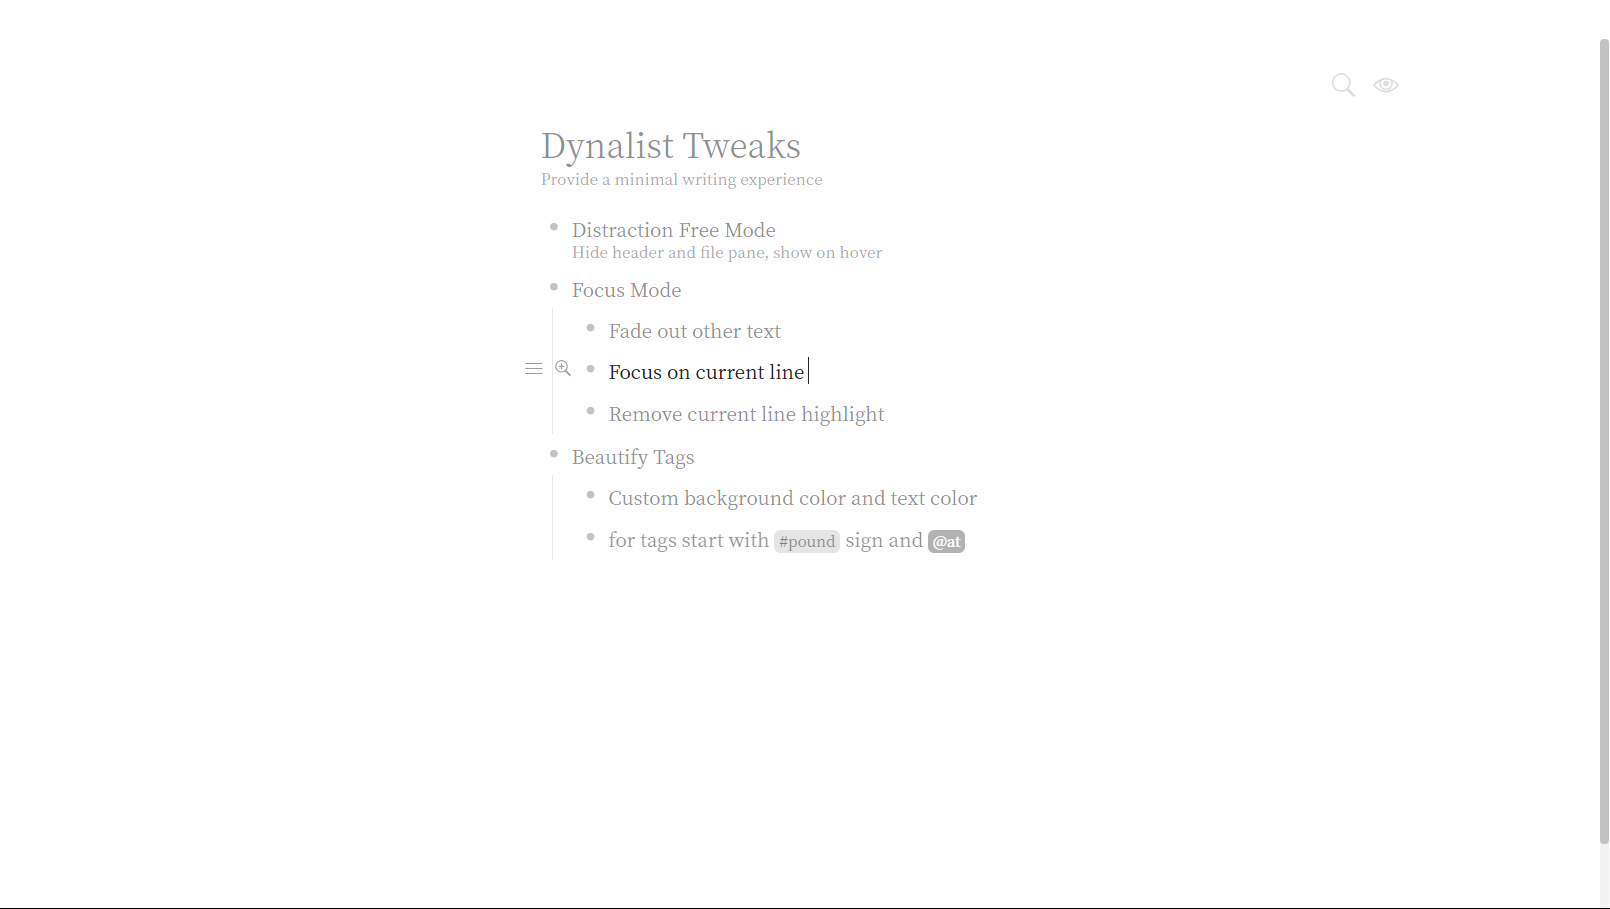 Dynalist Tweaks
Provide a minimal writing experience
Distraction Free Mode
Hide header and file pane, show on hover
Focus Mode
Fade out other text
Focus on current line
Remove current line highlight
Beautify Tags
Custom background color and text color
for tags start with #pound sign and @at